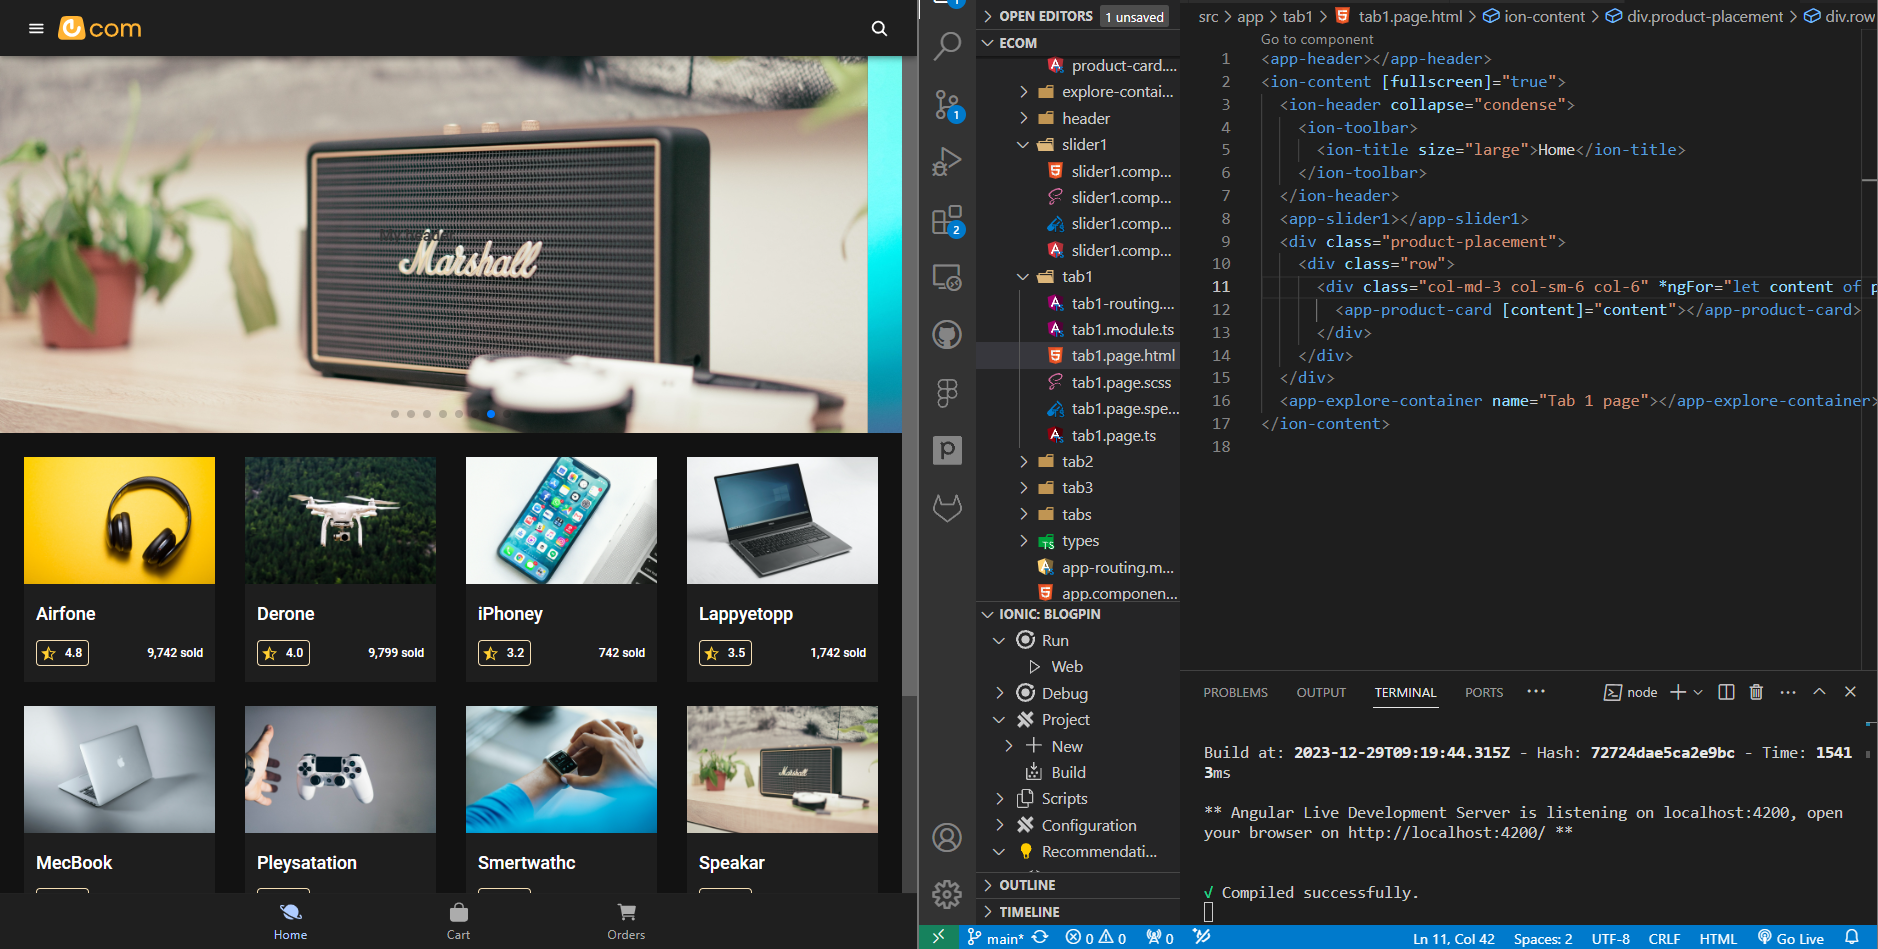 com
My header
Marshall
Airfone
4.8
9,742 sold
Derone
4.0
9,799 sold
iPhoney
3.2
742 sold
Lappyetopp
3.5
1,742 sold
Marshall
MecBook
Pleysatation
Smertwathc
Speakar
Home
Cart
Orders
1
1
2
OPEN EDITORS 1 unsaved
ECOM
product-card....
explore-contai...
header
slider1
slider1.comp...
slider1.comp...
slider1.comp...
slider1.comp...
tab1
tab1-routing....
tab1.module.ts
tab1.page.html
tab1.page.scss
tab1.page.spe...
tab1.page.ts
tab2
tab3
tabs
types
app-routing.m...
app.componen...
IONIC: BLOGPIN
Run
Web
Debug
Project
New
Build
Scripts
Configuration
Recommendati...
OUTLINE
TIMELINE
src > app > tab1 > tab1.page.html > ion-content > div.product-placement > div.row
Go to component
1 <app-header></app-header>
2 <ion-content [fullscreen]="true">
3 <ion-header collapse="condense">
4 <ion-toolbar>
5 <ion-title size="large">Home</ion-title>
6 </ion-toolbar>
7 </ion-header>
8 <app-slider1></app-slider1>
9 <div class="product-placement">
10 <div class="row">
11 <div class="col-md-3 col-sm-6 col-6" *ngFor="let content of p
12 <app-product-card [content]="content"></app-product-card>
13 </div>
14 </div>
15 </div>
16 <app-explore-container name="Tab 1 page"></app-explore-container>
17 </ion-content>
18
PROBLEMS OUTPUT TERMINAL PORTS ··· node
Build at: 2023-12-29T09:19:44.315Z - Hash: 72724dae5ca2e9bc - Time: 1541
3ms
** Angular Live Development Server is listening on localhost:4200, open
your browser on http://localhost:4200/ **
√ Compiled successfully.
main* 0 0 0 Ln 11, Col 42 Spaces: 2 UTF-8 CRLF HTML Go Live